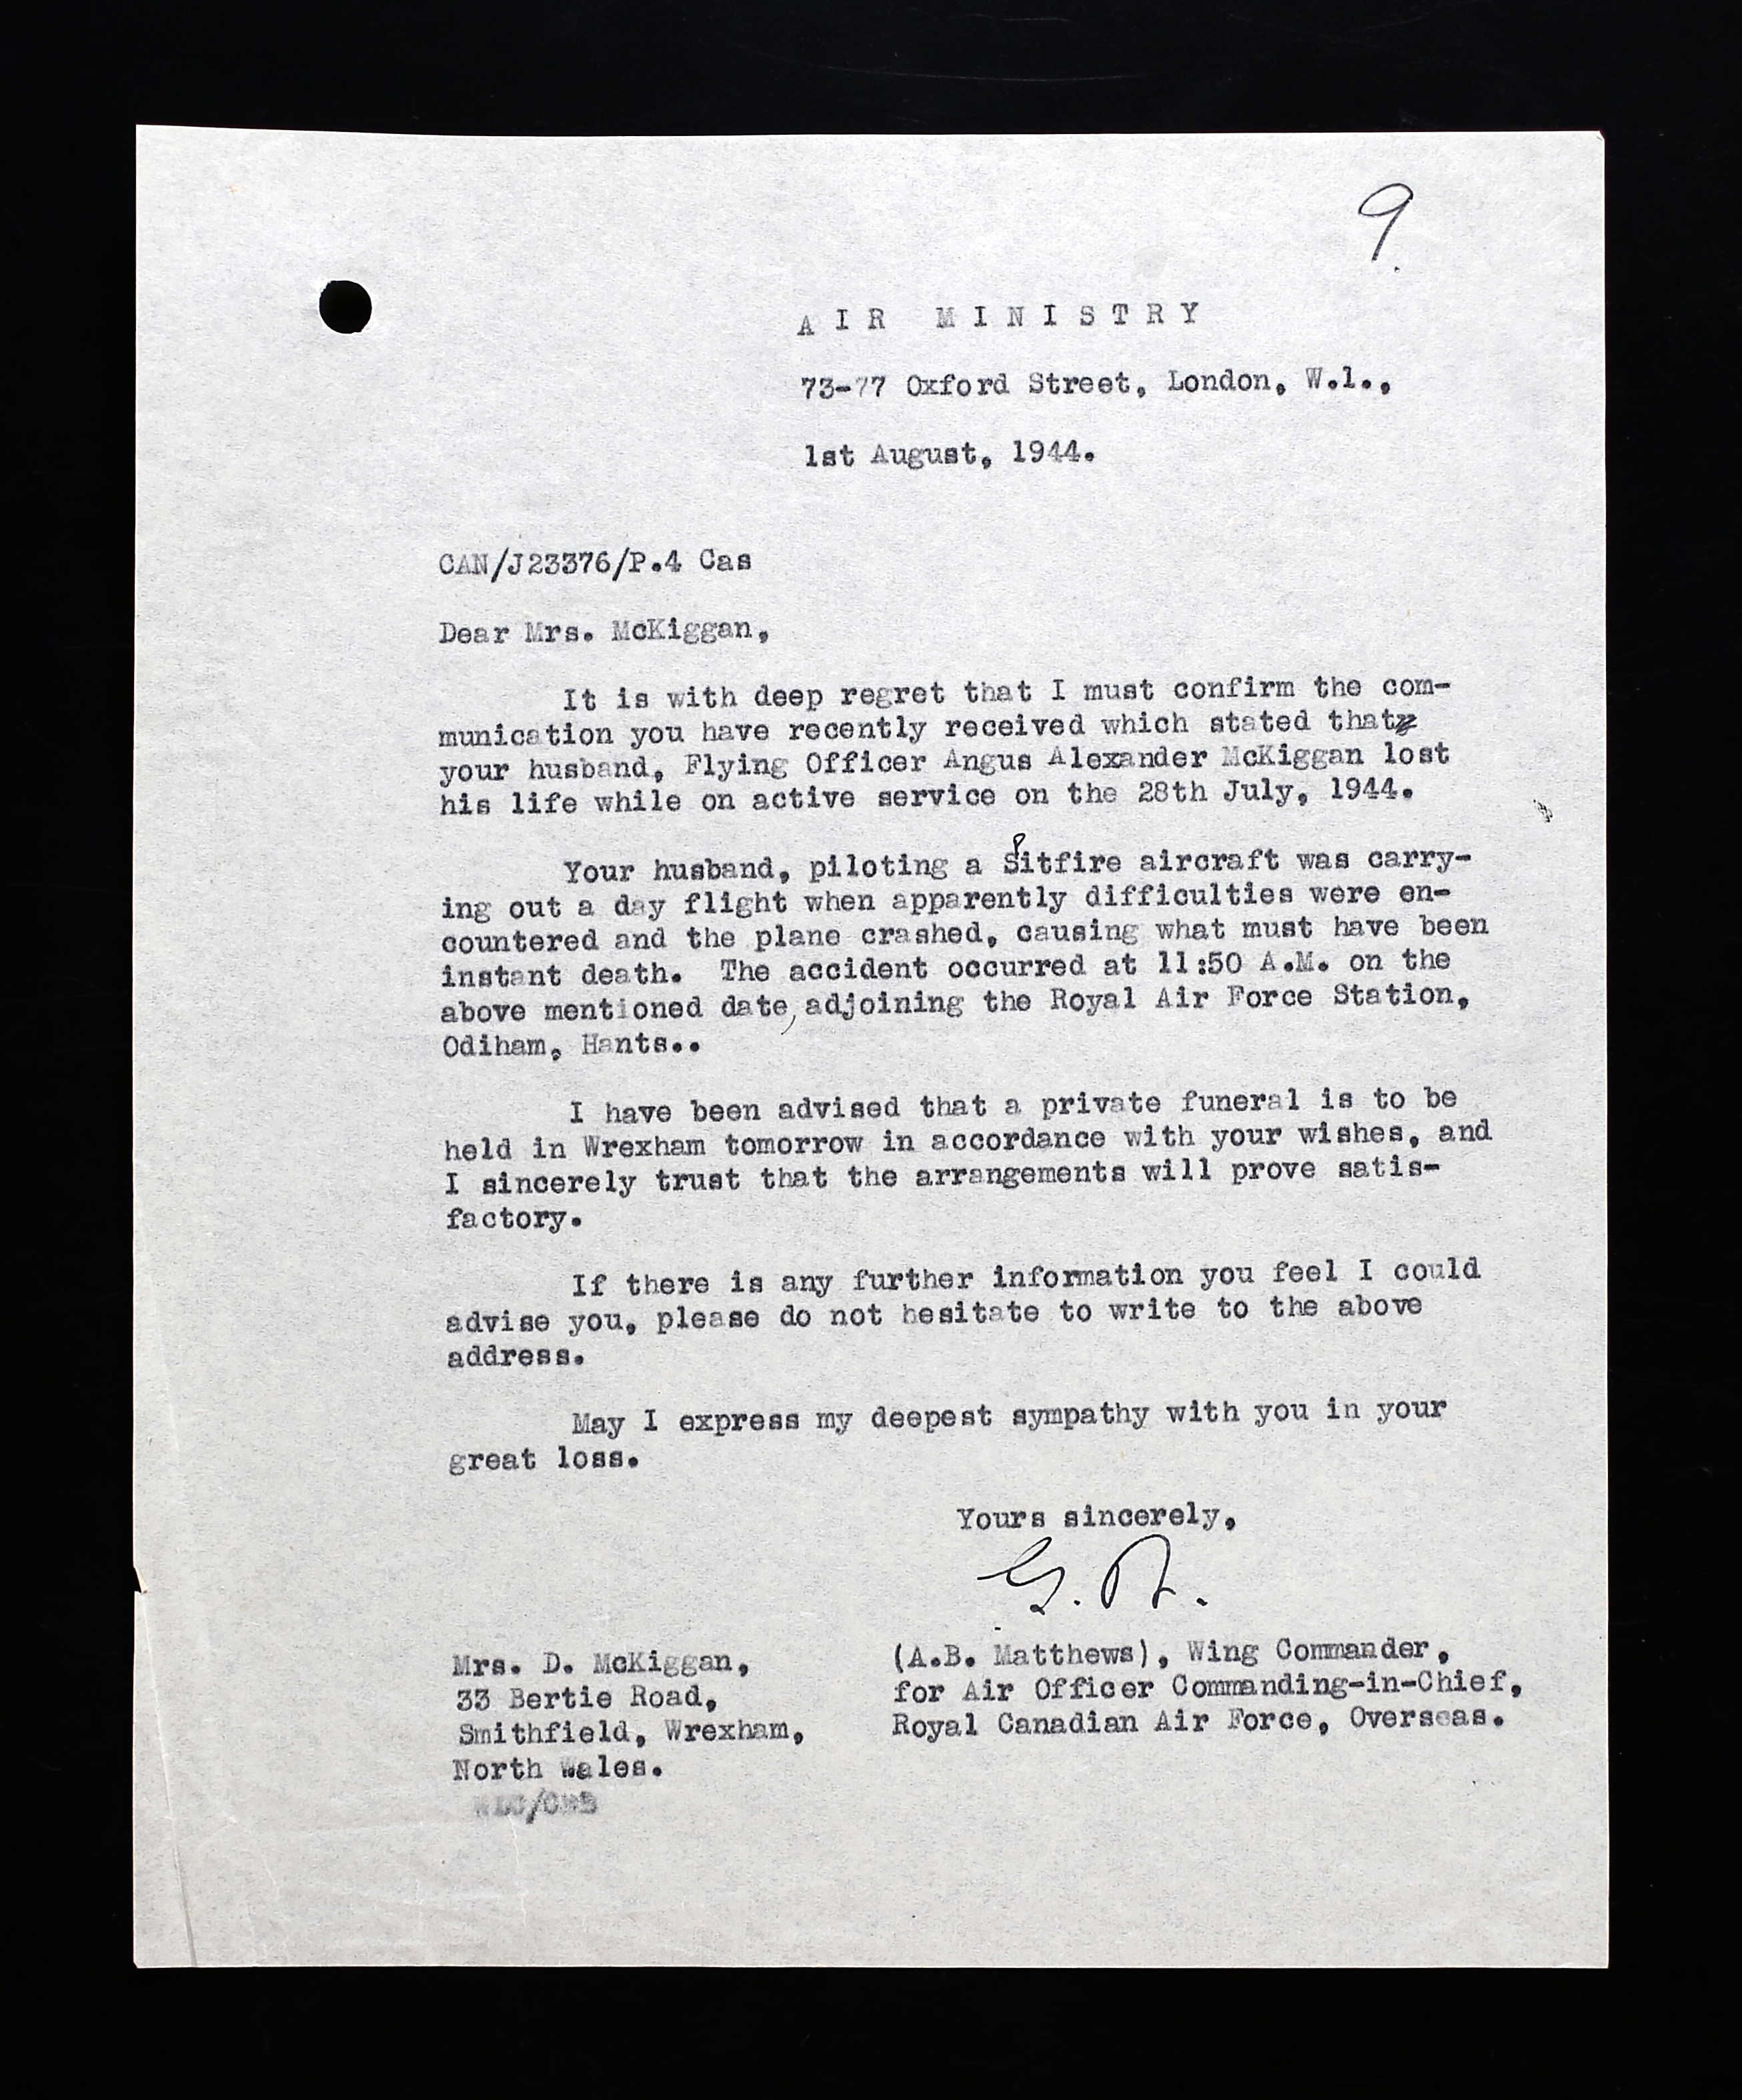 9.
AIR MINISTRY
73-77 Oxford Street, London, W.1.,
1st August, 1944.
CAN/J23376/P.4 Cas
Dear Mrs. McKiggan,
It is with deep regret that I must confirm the com-
munication you have recently received which stated that
your husband, Flying Officer Angus Alexander McKiggan lost
his life while on active service on the 28th July, 1944.
Your husband, piloting a Spitfire aircraft was carry-
ing out a day flight when apparently difficulties were en-
countered and the plane crashed, causing what must have been
instant death. The accident occurred at 11:50 A.M. on the
above mentioned date, adjoining the Royal Air Force Station,
Odiham, Hants..
I have been advised that a private funeral is to be
held in Wrexham tomorrow in accordance with your wishes, and
I sincerely trust that the arrangements will prove satis-
factory.
If there is any further information you feel I could
advise you, please do not hesitate to write to the above
address.
May I express my deepest sympathy with you in your
great loss.
Yours sincerely,
(A.B. Matthews), Wing Commander,
for Air Officer Commanding-in-Chief,
Royal Canadian Air Force, Overseas.
Mrs. D. McKiggan,
33 Bertie Road,
Smithfield, Wrexham,
North Wales.